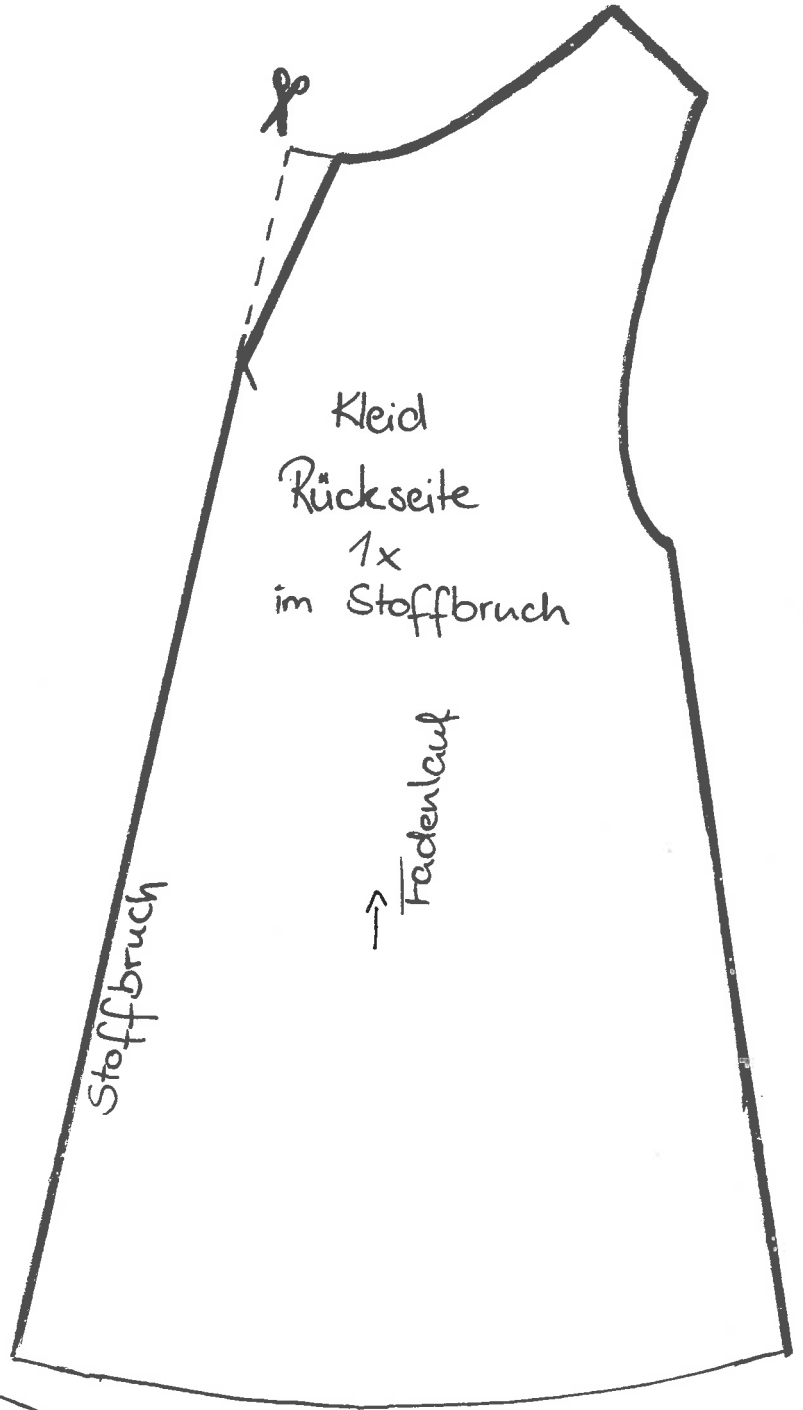 Kleid
Rückseite
1x
im Stoffbruch
Fadenlauf
Stoffbruch